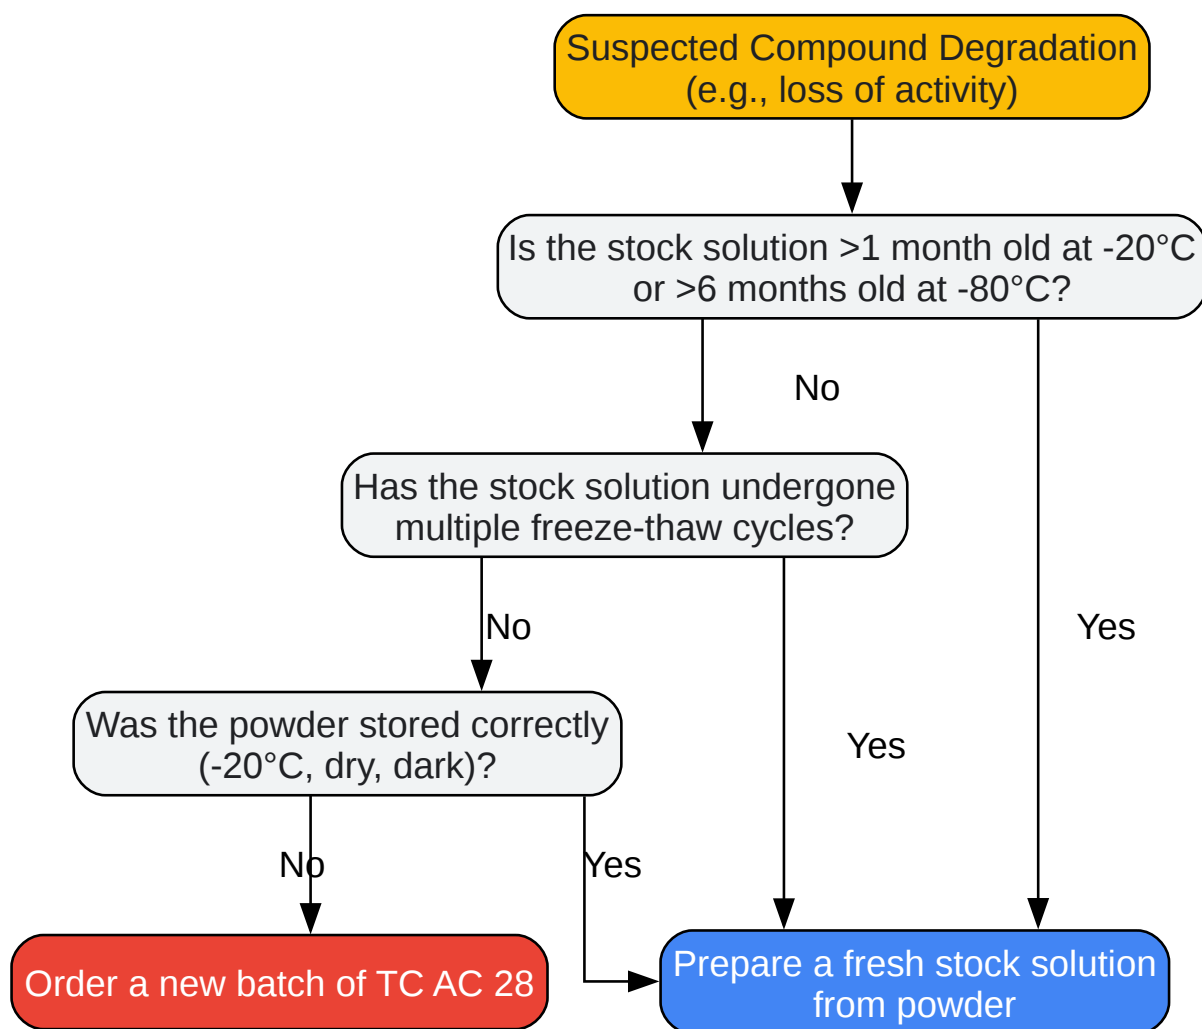 Suspected Compound Degradation
(e.g., loss of activity)
Is the stock solution >1 month old at -20°C
or >6 months old at -80°C?
No
Has the stock solution undergone
multiple freeze-thaw cycles?
No
Yes
Was the powder stored correctly
(-20°C, dry, dark)?
Yes
No
Yes
Order a new batch of TC AC 28
Prepare a fresh stock solution
from powder